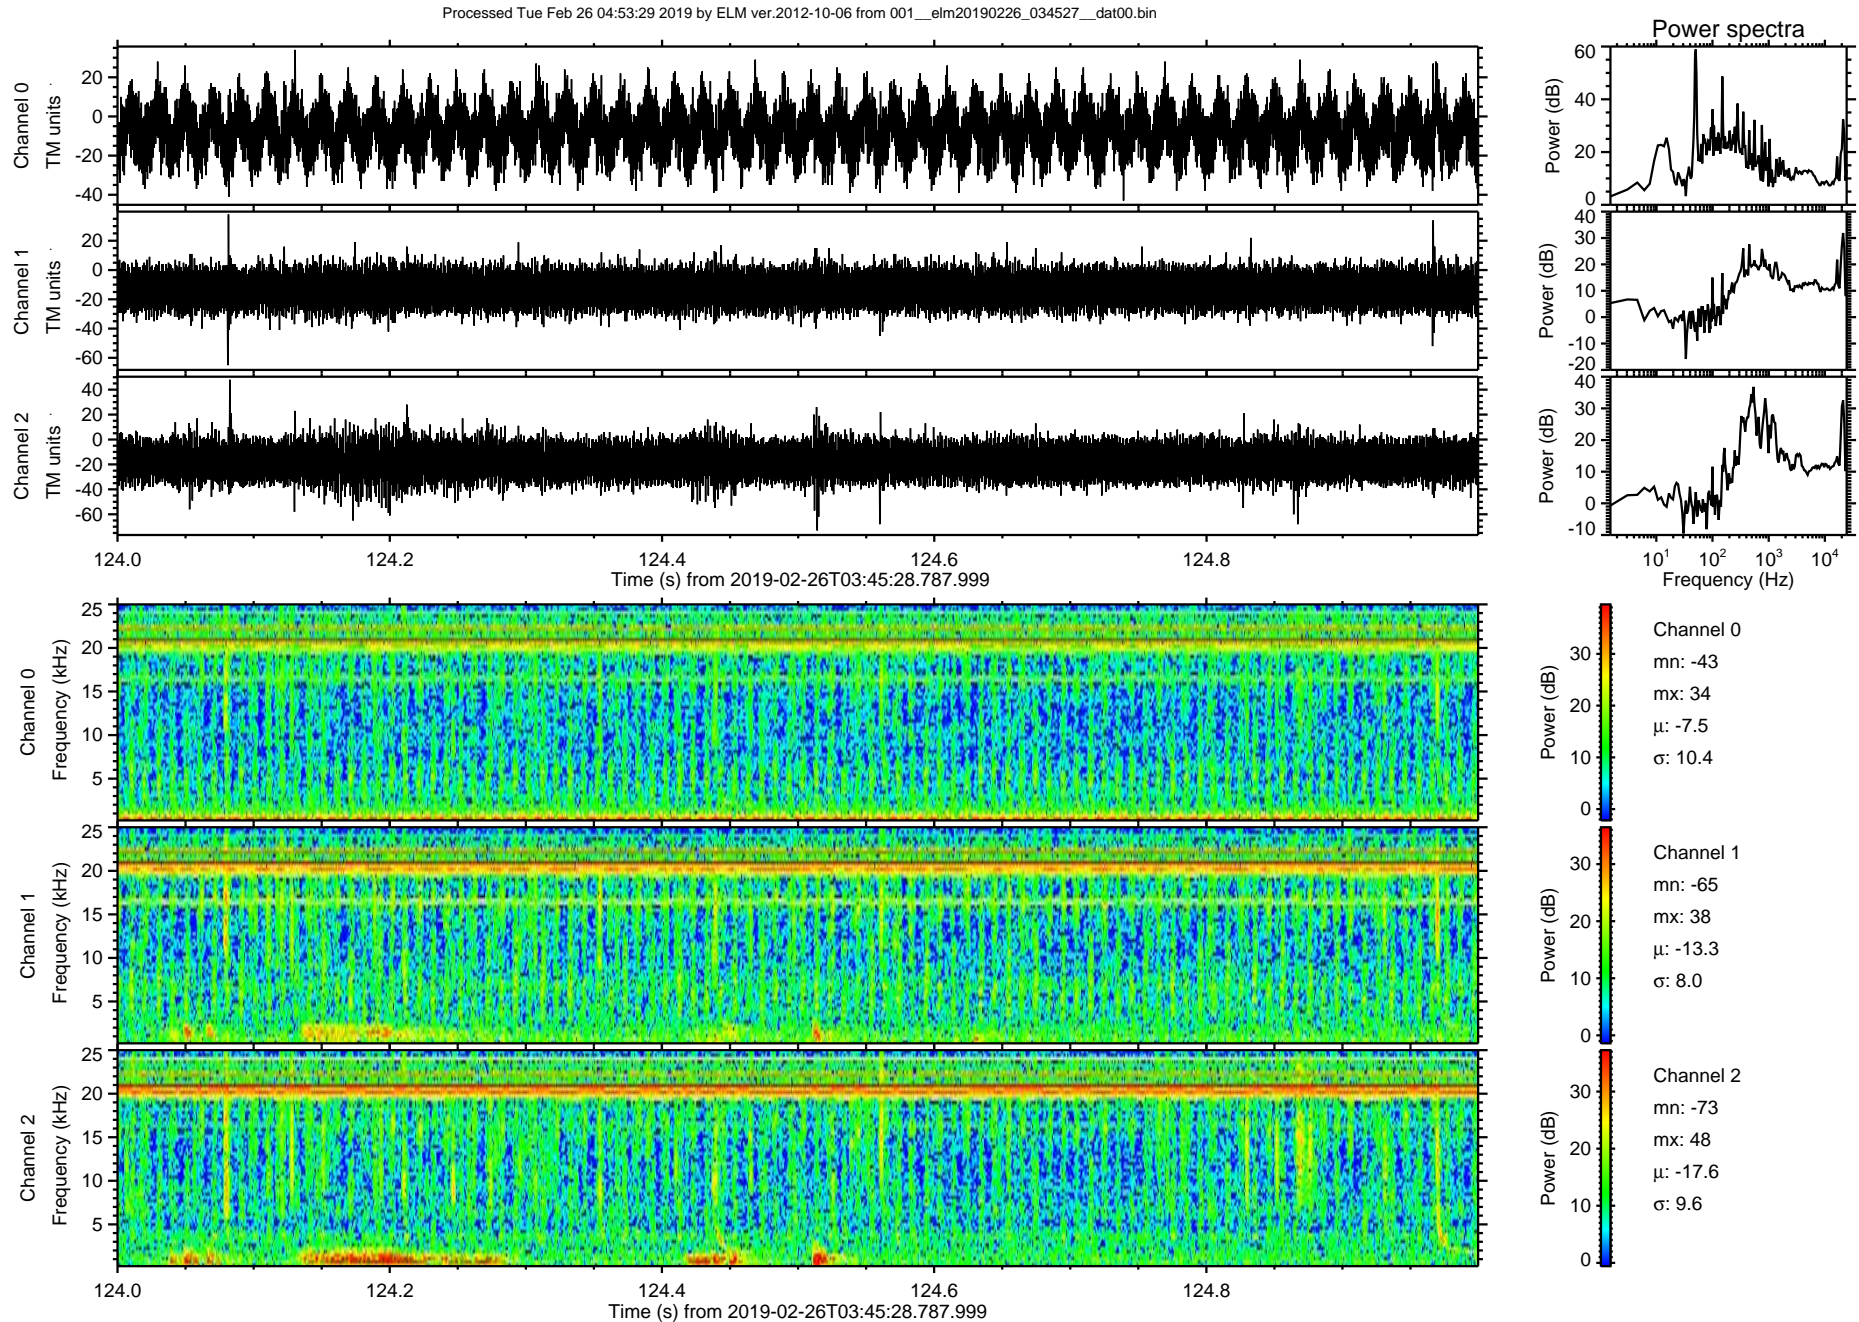 Processed Tue Feb 26 04:53:29 2019 by ELM ver.2012-10-06 from 001__elm20190226_034527__dat00.bin
Power spectra
Channel 0
TM units
20
0
-20
-40
Power (dB)
60
40
20
0
Channel 1
TM units
20
0
-20
-40
-60
Power (dB)
40
30
20
10
0
-10
-20
Channel 2
TM units
40
20
0
-20
-40
-60
Power (dB)
40
30
20
10
0
-10
124.0 124.2 124.4 124.6 124.8
Time (s) from 2019-02-26T03:45:28.787.999
10^1 10^2 10^3 10^4
Frequency (Hz)
Channel 0
Frequency (kHz)
25
20
15
10
5
Power (dB)
30
20
10
0
Channel 0
mn: -43
mx: 34
μ: -7.5
σ: 10.4
Channel 1
Frequency (kHz)
25
20
15
10
5
Power (dB)
30
20
10
0
Channel 1
mn: -65
mx: 38
μ: -13.3
σ: 8.0
Channel 2
Frequency (kHz)
25
20
15
10
5
Power (dB)
30
20
10
0
Channel 2
mn: -73
mx: 48
μ: -17.6
σ: 9.6
124.0 124.2 124.4 124.6 124.8
Time (s) from 2019-02-26T03:45:28.787.999